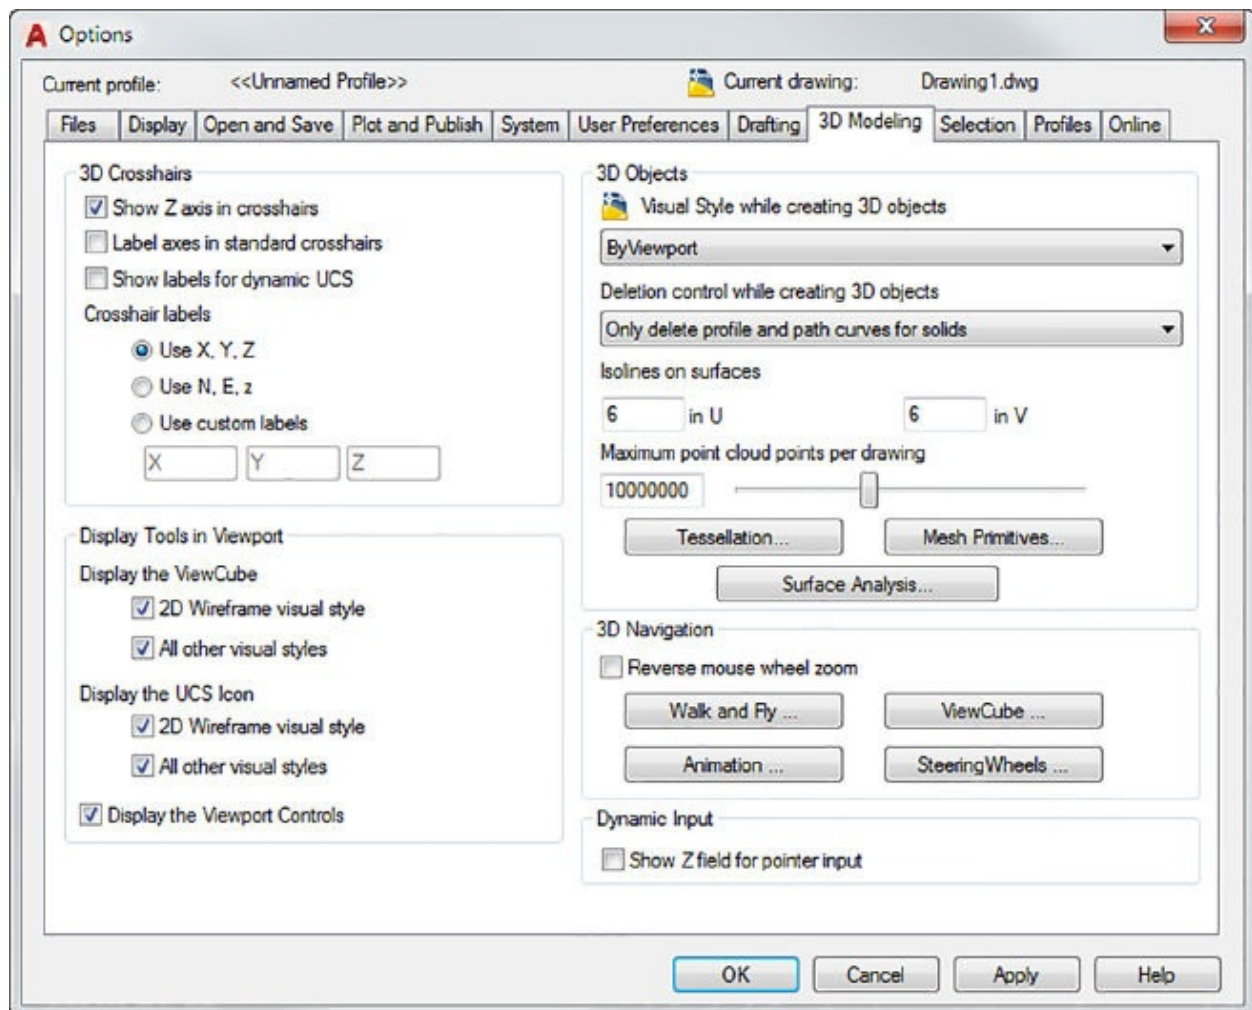 A Options
Current profile: <<Unnamed Profile>> Current drawing: Drawing1.dwg
Files Display Open and Save Plot and Publish System User Preferences Drafting 3D Modeling Selection Profiles Online
3D Crosshairs
Show Z axis in crosshairs
Label axes in standard crosshairs
Show labels for dynamic UCS
Crosshair labels
Use X, Y, Z
Use N, E, z
Use custom labels
X Y Z
Display Tools in Viewport
Display the ViewCube
2D Wireframe visual style
All other visual styles
Display the UCS Icon
2D Wireframe visual style
All other visual styles
Display the Viewport Controls
3D Objects
Visual Style while creating 3D objects
ByViewport
Deletion control while creating 3D objects
Only delete profile and path curves for solids
Isolines on surfaces
6 in U 6 in V
Maximum point cloud points per drawing
10000000
Tessellation... Mesh Primitives...
Surface Analysis...
3D Navigation
Reverse mouse wheel zoom
Walk and Fly ... ViewCube ...
Animation ... SteeringWheels ...
Dynamic Input
Show Z field for pointer input
OK Cancel Apply Help